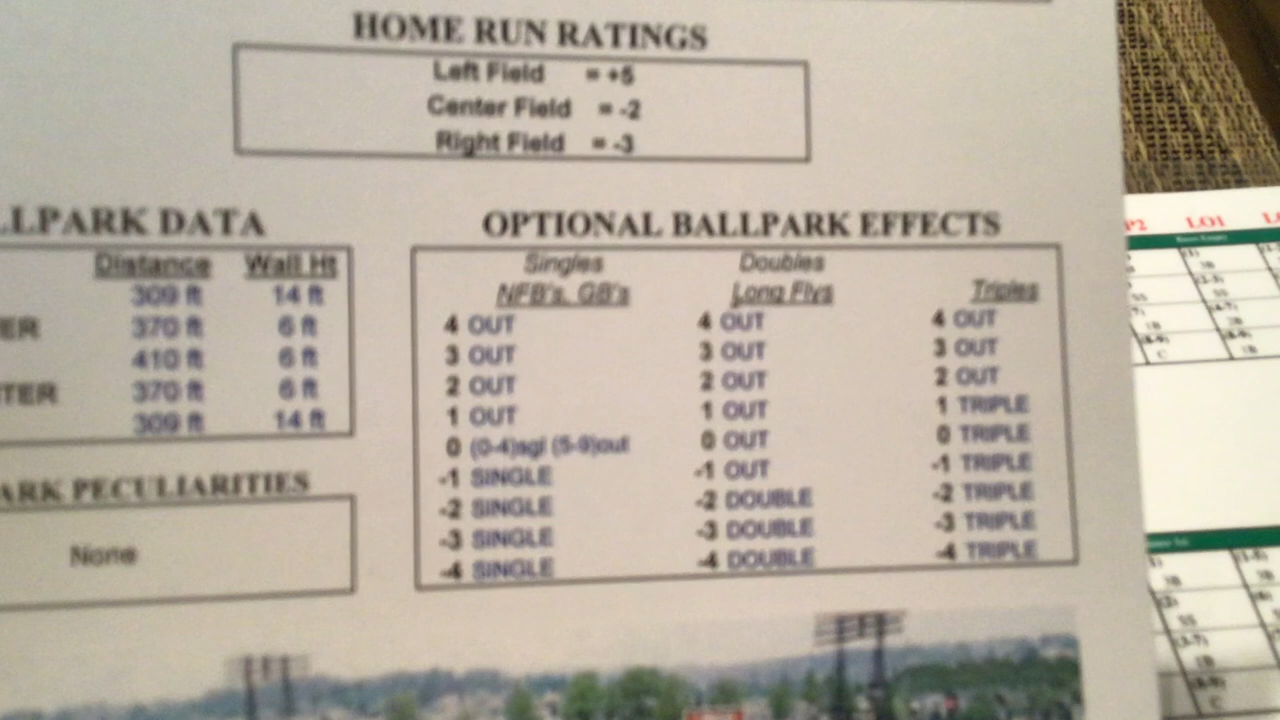 HOME RUN RATINGS
Left Field = +5
Center Field = -2
Right Field = -3
LLPARK DATA
Distance Wall Ht
309 ft 14 ft
ER 370 ft 6 ft
410 ft 6 ft
TER 370 ft 6 ft
309 ft 14 ft
ARK PECULIARITIES
None
OPTIONAL BALLPARK EFFECTS
Singles Doubles
NFB's, GB's Long Flys Triples
4 OUT 4 OUT 4 OUT
3 OUT 3 OUT 3 OUT
2 OUT 2 OUT 2 OUT
1 OUT 1 OUT 1 TRIPLE
0 (0-4)sgl (5-9)out 0 OUT 0 TRIPLE
-1 SINGLE -1 OUT -1 TRIPLE
-2 SINGLE -2 DOUBLE -2 TRIPLE
-3 SINGLE -3 DOUBLE -3 TRIPLE
-4 SINGLE -4 DOUBLE -4 TRIPLE
P2 LO1